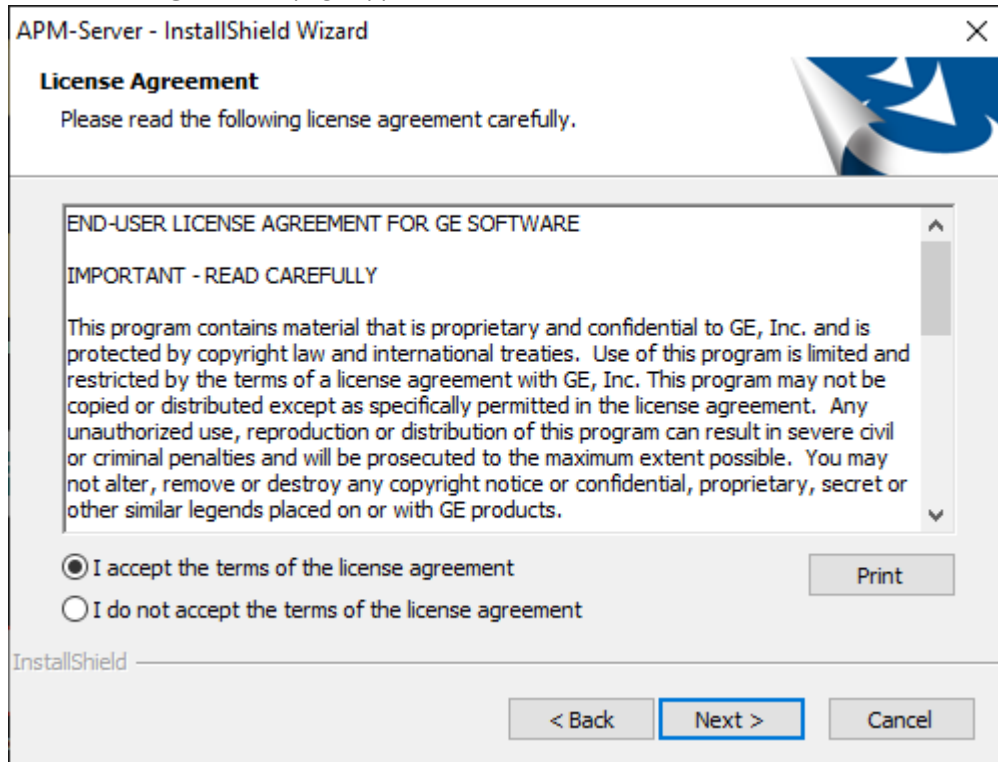 APM-Server - InstallShield Wizard
License Agreement
Please read the following license agreement carefully.
END-USER LICENSE AGREEMENT FOR GE SOFTWARE
IMPORTANT - READ CAREFULLY
This program contains material that is proprietary and confidential to GE, Inc. and is
protected by copyright law and international treaties.  Use of this program is limited and
restricted by the terms of a license agreement with GE, Inc. This program may not be
copied or distributed except as specifically permitted in the license agreement.  Any
unauthorized use, reproduction or distribution of this program can result in severe civil
or criminal penalties and will be prosecuted to the maximum extent possible.  You may
not alter, remove or destroy any copyright notice or confidential, proprietary, secret or
other similar legends placed on or with GE products.
I accept the terms of the license agreement
Print
I do not accept the terms of the license agreement
InstallShield
< Back
Next >
Cancel